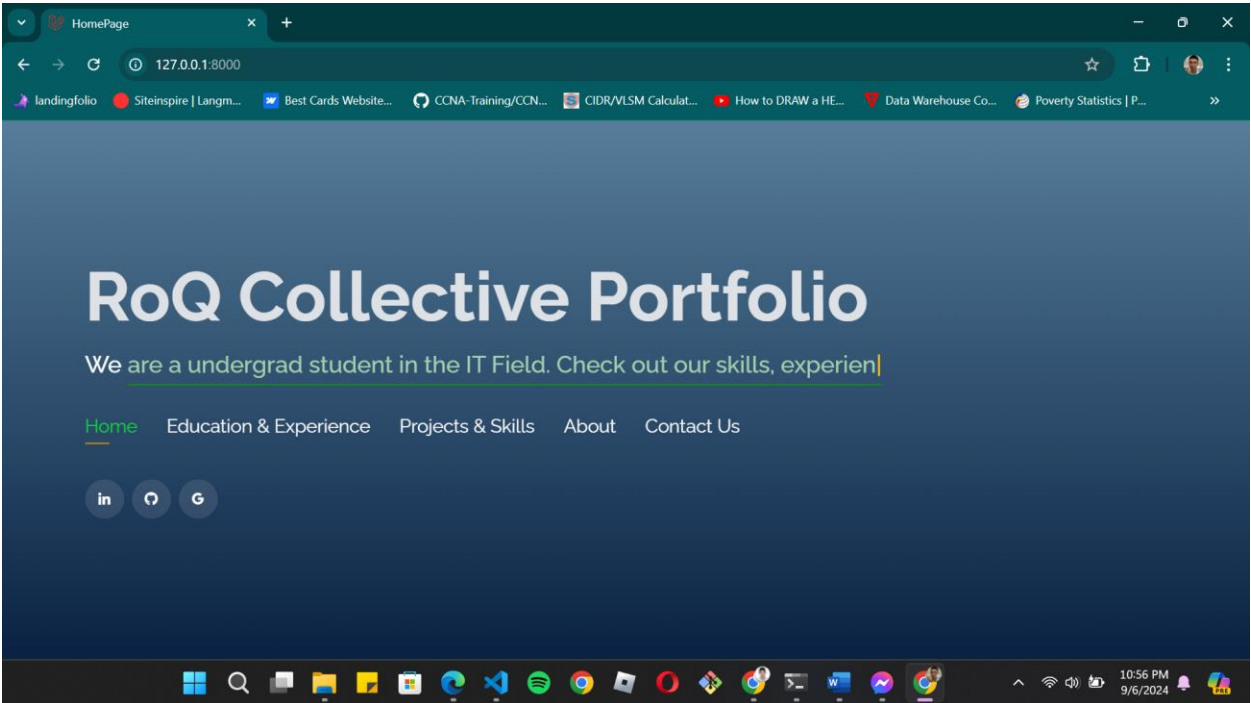 HomePage
127.0.0.1:8000
landingfolio Siteinspire | Langm... Best Cards Website... CCNA-Training/CCN... CIDR/VLSM Calculat... How to DRAW a HE... Data Warehouse Co... Poverty Statistics | P...
RoQ Collective Portfolio
We are a undergrad student in the IT Field. Check out our skills, experien
Home Education & Experience Projects & Skills About Contact Us
in G
10:56 PM
9/6/2024